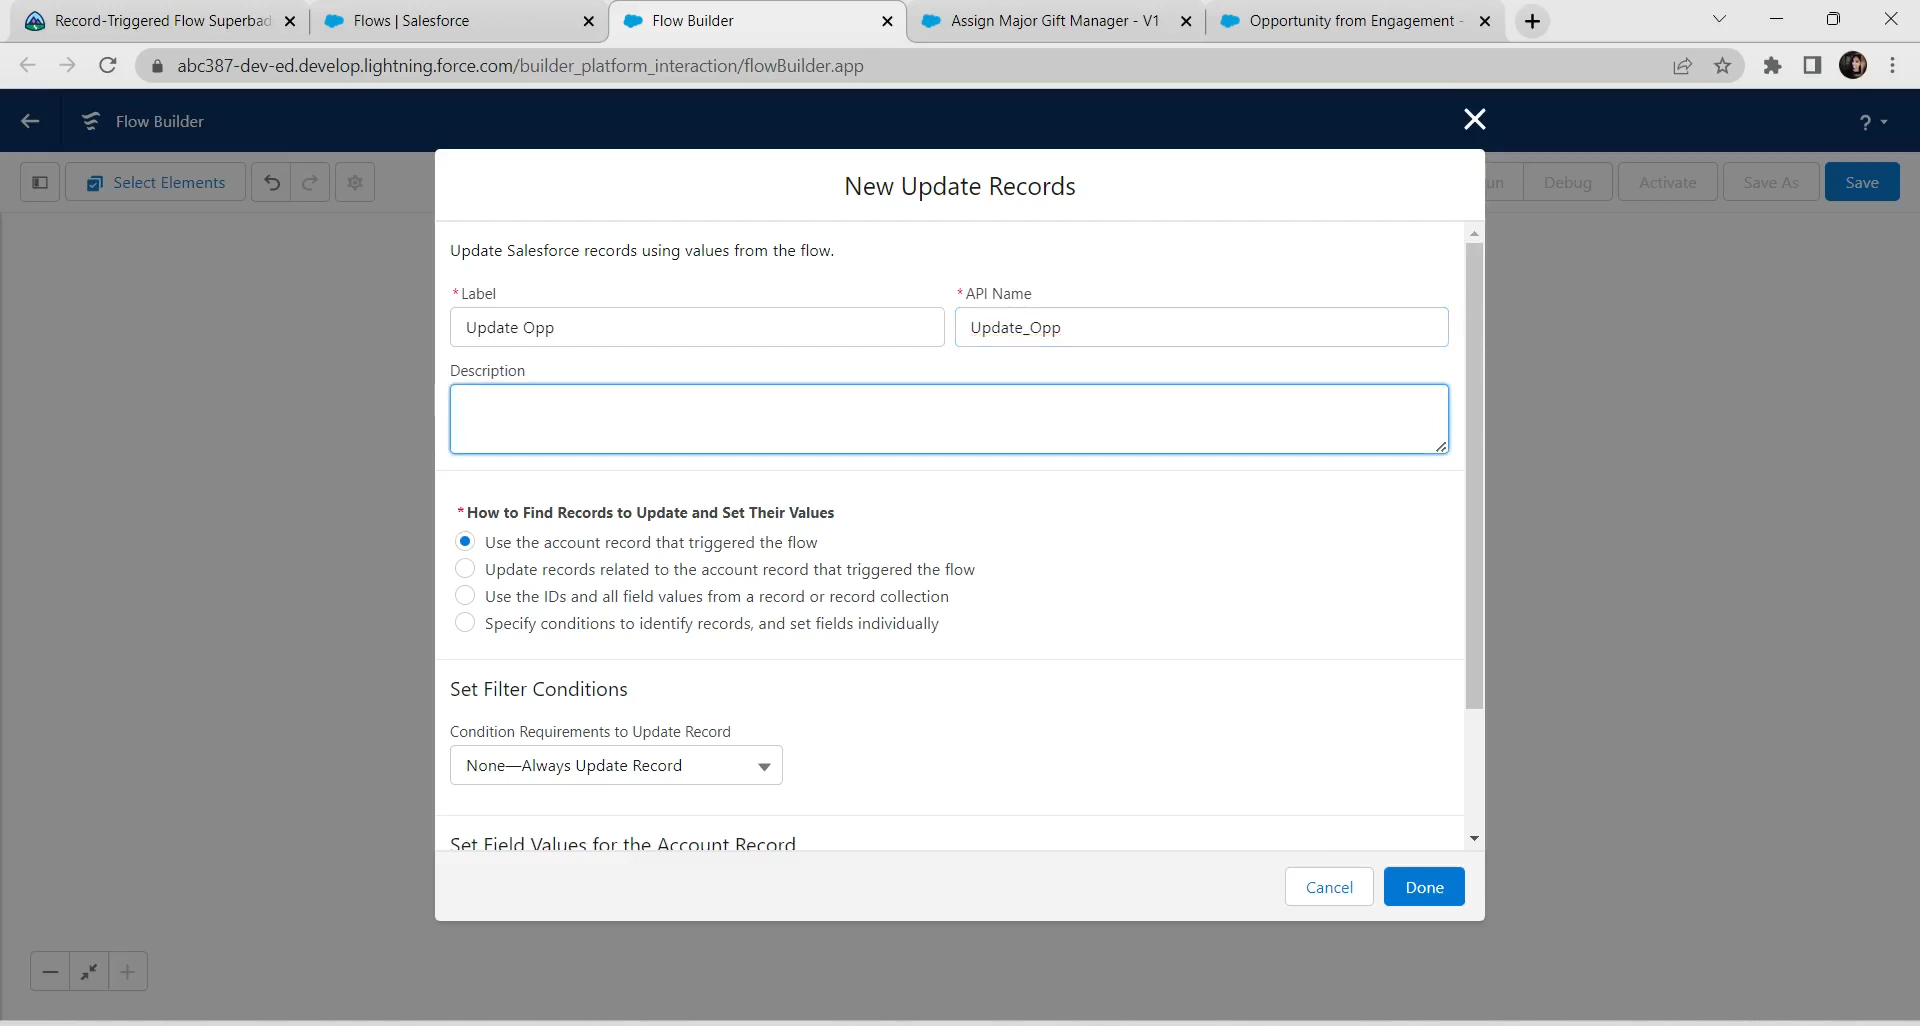 Record-Triggered Flow Superbad
Flows | Salesforce
Flow Builder
Assign Major Gift Manager - V1
Opportunity from Engagement -
abc387-dev-ed.develop.lightning.force.com/builder_platform_interaction/flowBuilder.app
Flow Builder
?
Select Elements
un
Debug
Activate
Save As
Save
New Update Records
Update Salesforce records using values from the flow.
* Label
* API Name
Update Opp
Update_Opp
Description
* How to Find Records to Update and Set Their Values
Use the account record that triggered the flow
Update records related to the account record that triggered the flow
Use the IDs and all field values from a record or record collection
Specify conditions to identify records, and set fields individually
Set Filter Conditions
Condition Requirements to Update Record
None—Always Update Record
Set Field Values for the Account Record
Cancel
Done